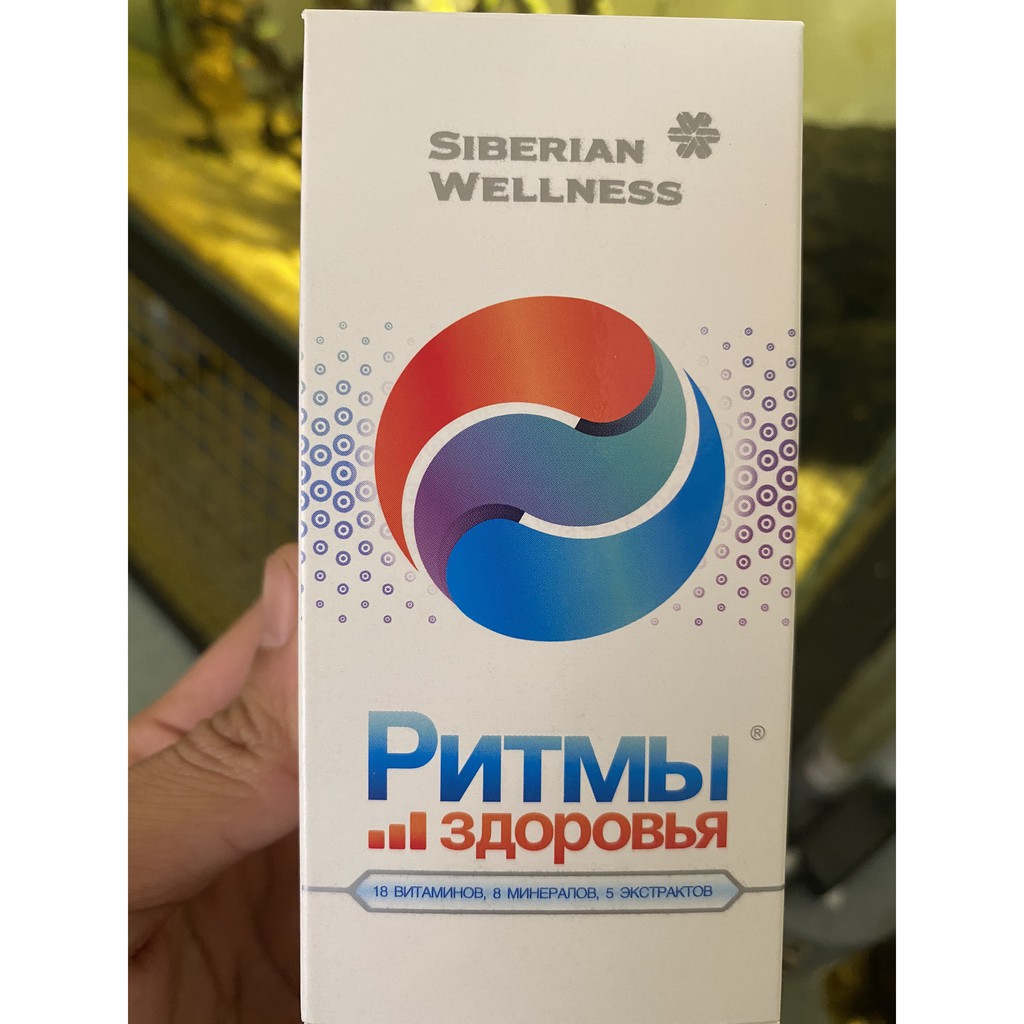 SIBERIAN
WELLNESS
РИТМЫ ®
ЗДОРОВЬЯ
18 ВИТАМИНОВ, 8 МИНЕРАЛОВ, 5 ЭКСТРАКТОВ